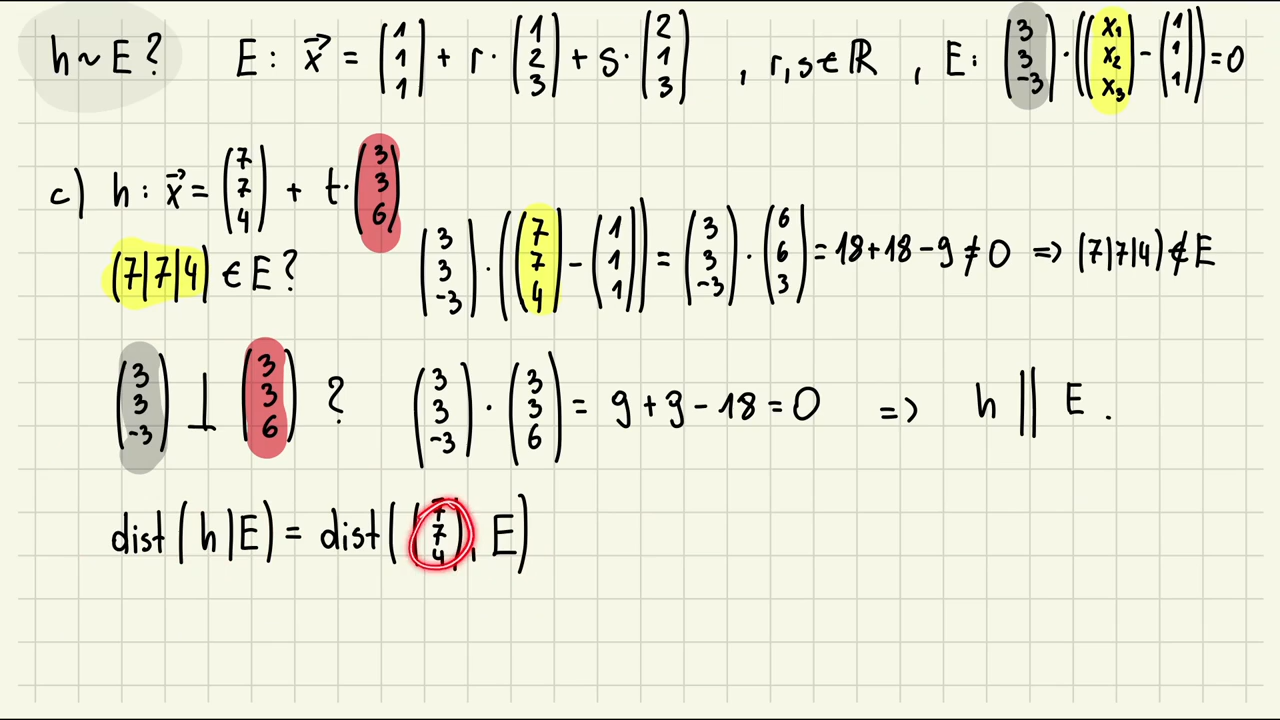 h ~ E ? E : x⃗ = (1 1 1) + r · (1 2 3) + s · (2 1 3) , r,s ∈ ℝ , E : (3 3 -3) · ((x₁ x₂ x₃) - (1 1 1)) = 0
c) h : x⃗ = (7 7 4) + t · (3 3 6)
(7|7|4) ∈ E ? (3 3 -3) · ((7 7 4) - (1 1 1)) = (3 3 -3) · (6 6 3) = 18 + 18 - 9 ≠ 0 => (7|7|4) ∉ E
(3 3 -3) ⊥ (3 3 6) ? (3 3 -3) · (3 3 6) = 9 + 9 - 18 = 0 => h || E .
dist ( h | E ) = dist ( (7 7 4) , E )